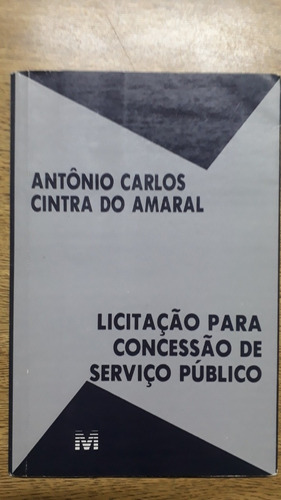 ANTÔNIO CARLOS
CINTRA DO AMARAL
LICITAÇÃO PARA
CONCESSÃO DE
SERVIÇO PÚBLICO
M